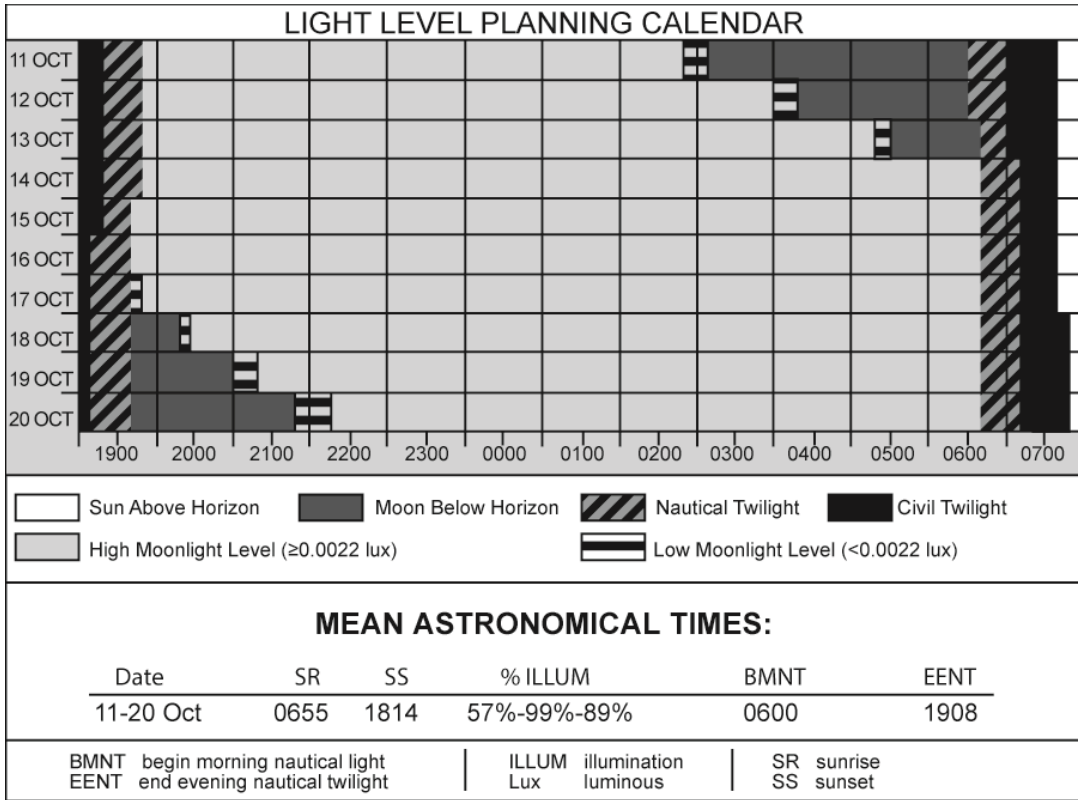 LIGHT LEVEL PLANNING CALENDAR
11 OCT
12 OCT
13 OCT
14 OCT
15 OCT
16 OCT
17 OCT
18 OCT
19 OCT
20 OCT
1900 2000 2100 2200 2300 0000 0100 0200 0300 0400 0500 0600 0700
Sun Above Horizon Moon Below Horizon Nautical Twilight Civil Twilight
High Moonlight Level (≥0.0022 lux) Low Moonlight Level (<0.0022 lux)
MEAN ASTRONOMICAL TIMES:
Date SR SS % ILLUM BMNT EENT
11-20 Oct 0655 1814 57%-99%-89% 0600 1908
BMNT begin morning nautical light ILLUM illumination SR sunrise
EENT end evening nautical twilight Lux luminous SS sunset